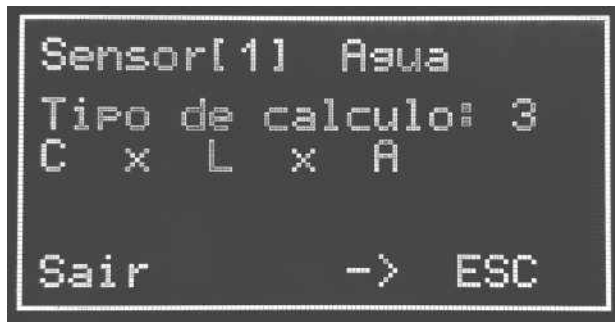 Sensor[1] Agua
Tipo de calculo: 3
C x L x A
Sair -> ESC